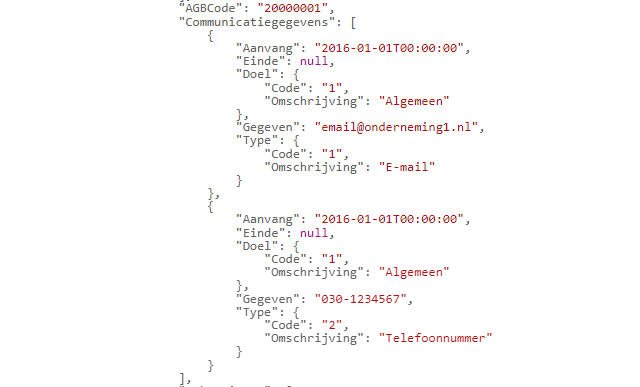 "AGBCode": "20000001",
"Communicatiegegevens": [
{
"Aanvang": "2016-01-01T00:00:00",
"Einde": null,
"Doel": {
"Code": "1",
"Omschrijving": "Algemeen"
},
"Gegeven": "email@onderneming1.nl",
"Type": {
"Code": "1",
"Omschrijving": "E-mail"
}
},
{
"Aanvang": "2016-01-01T00:00:00",
"Einde": null,
"Doel": {
"Code": "1",
"Omschrijving": "Algemeen"
},
"Gegeven": "030-1234567",
"Type": {
"Code": "2",
"Omschrijving": "Telefoonnummer"
}
}
],